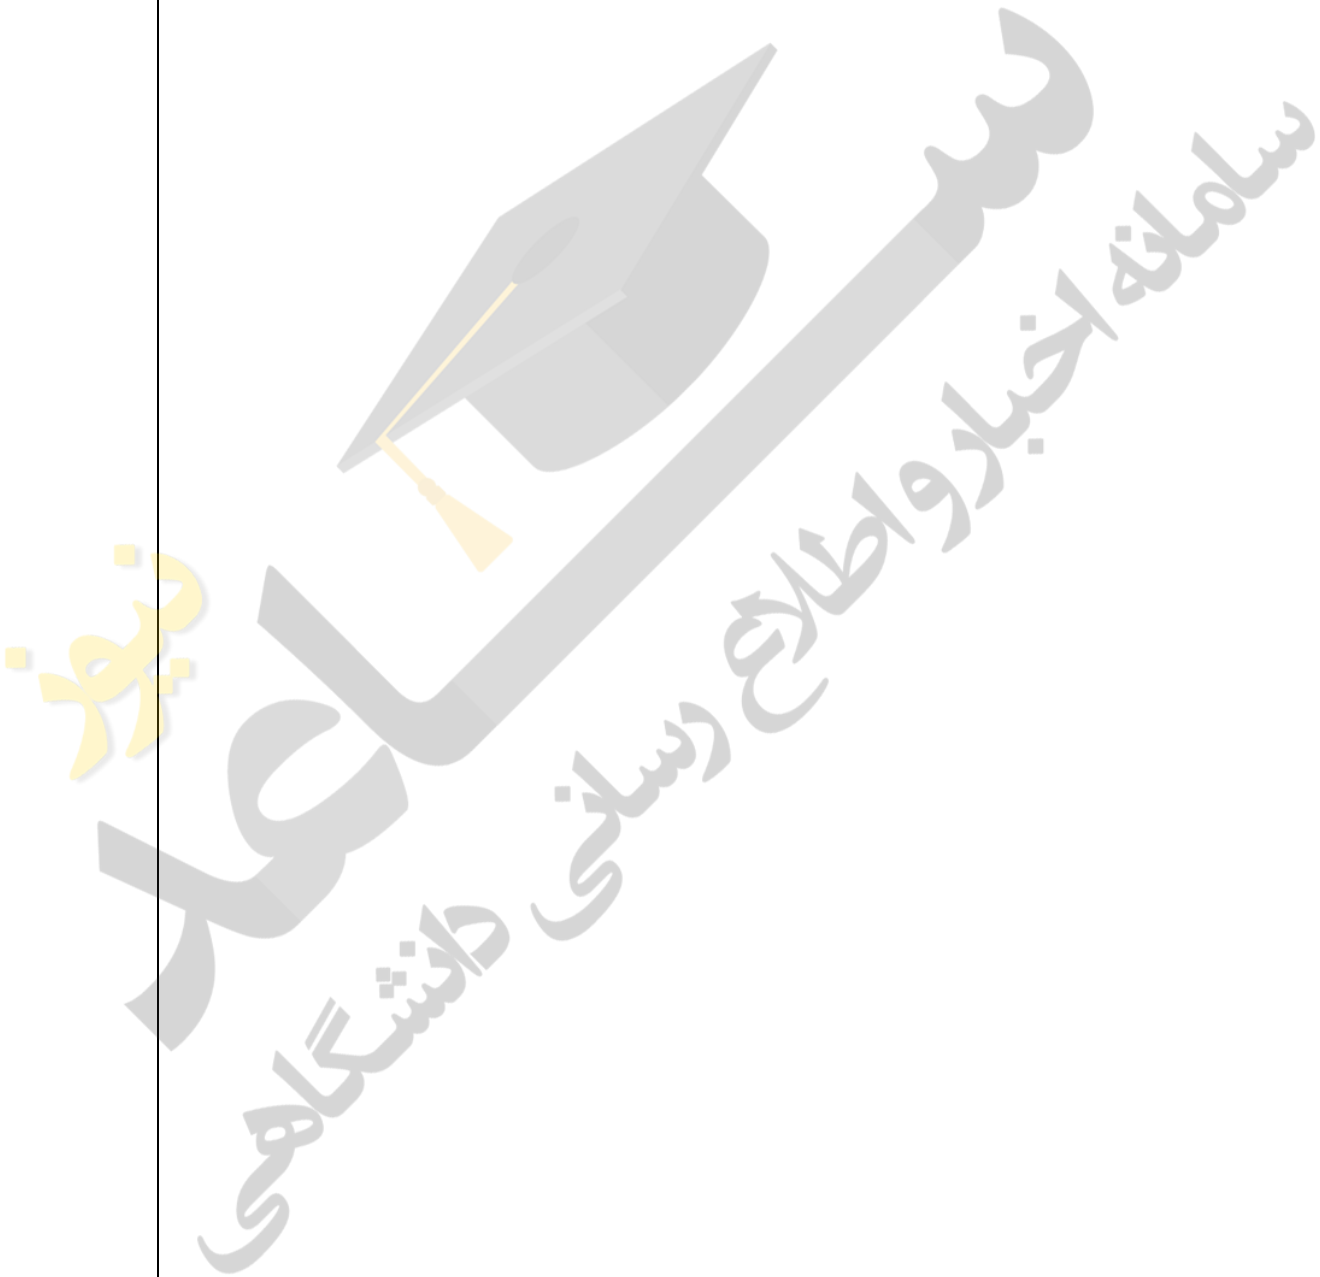 ساعد
نیوز
سامانه اخبار و اطلاع رسانی دانشگاهی